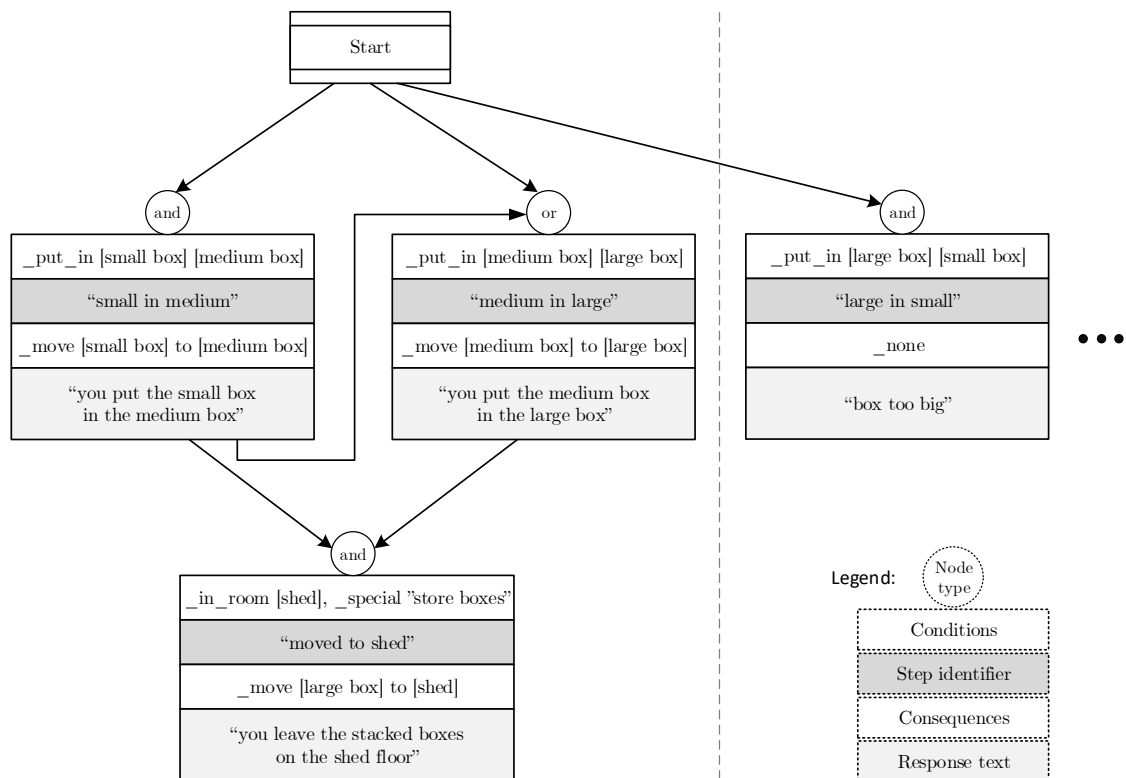 Start
and
_put_in [small box] [medium box]
“small in medium”
_move [small box] to [medium box]
“you put the small box
in the medium box”
or
_put_in [medium box] [large box]
“medium in large”
_move [medium box] to [large box]
“you put the medium box
in the large box”
and
_put_in [large box] [small box]
“large in small”
_none
“box too big”
•••
and
_in_room [shed], _special ”store boxes”
“moved to shed”
_move [large box] to [shed]
“you leave the stacked boxes
on the shed floor”
Legend:
Node
type
Conditions
Step identifier
Consequences
Response text